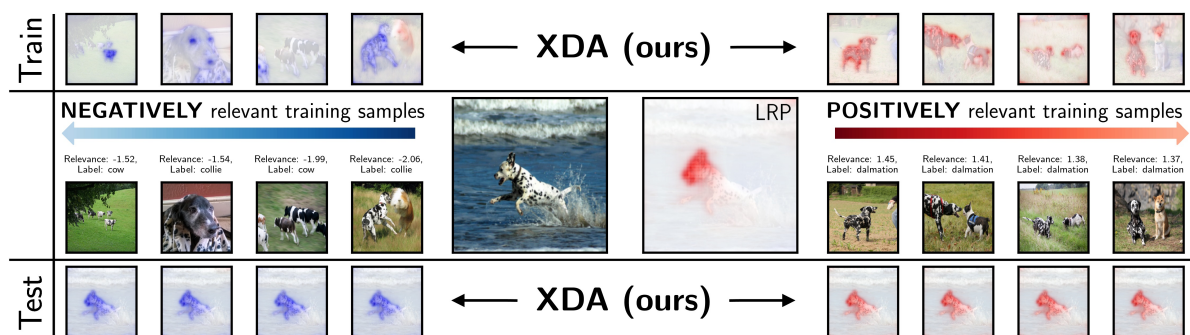 Train
XDA (ours)
NEGATIVELY relevant training samples
LRP
POSITIVELY relevant training samples
Relevance: -1.52,
Label: cow
Relevance: -1.54,
Label: collie
Relevance: -1.99,
Label: cow
Relevance: -2.06,
Label: collie
Relevance: 1.45,
Label: dalmation
Relevance: 1.41,
Label: dalmation
Relevance: 1.38,
Label: dalmation
Relevance: 1.37,
Label: dalmation
Test
XDA (ours)